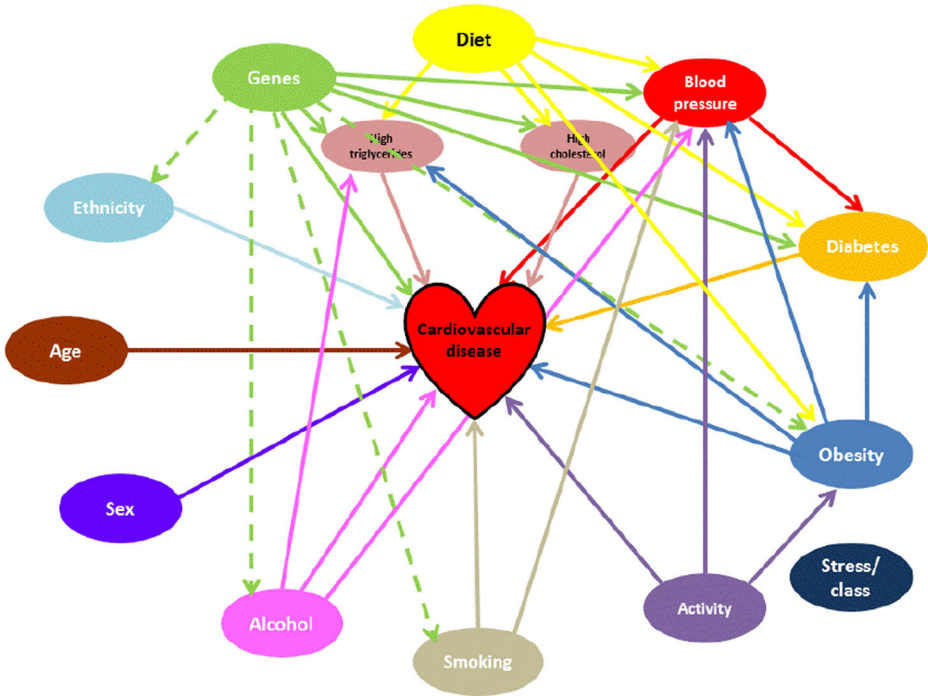 Diet
Genes
Blood
pressure
High
triglycerides
High
cholesterol
Ethnicity
Diabetes
Cardiovascular
disease
Age
Obesity
Sex
Stress/
class
Alcohol
Activity
Smoking